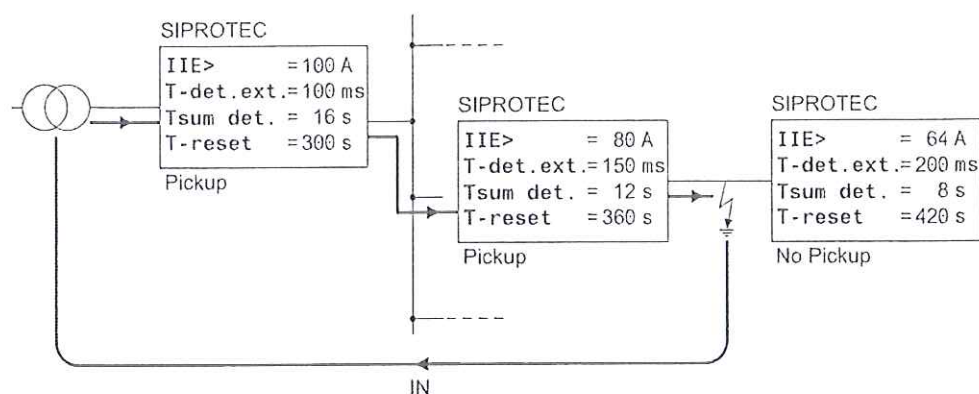 SIPROTEC
IIE> = 100 A
T-det.ext.= 100 ms
Tsum det. = 16 s
T-reset = 300 s
Pickup
SIPROTEC
IIE> = 80 A
T-det.ext.= 150 ms
Tsum det. = 12 s
T-reset = 360 s
Pickup
SIPROTEC
IIE> = 64 A
T-det.ext.= 200 ms
Tsum det. = 8 s
T-reset = 420 s
No Pickup
IN